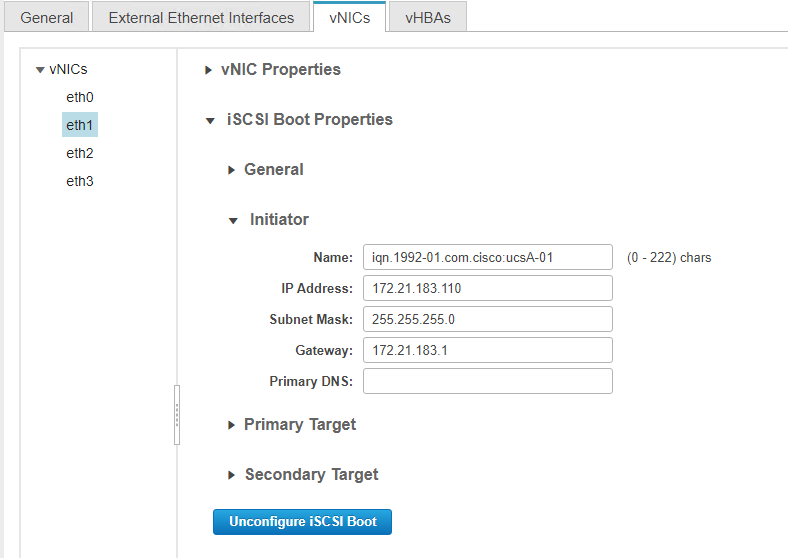 General
External Ethernet Interfaces
vNICs
vHBAs
vNICs
eth0
eth1
eth2
eth3
vNIC Properties
iSCSI Boot Properties
General
Initiator
Name: iqn.1992-01.com.cisco:ucsA-01 (0 - 222) chars
IP Address: 172.21.183.110
Subnet Mask: 255.255.255.0
Gateway: 172.21.183.1
Primary DNS:
Primary Target
Secondary Target
Unconfigure iSCSI Boot